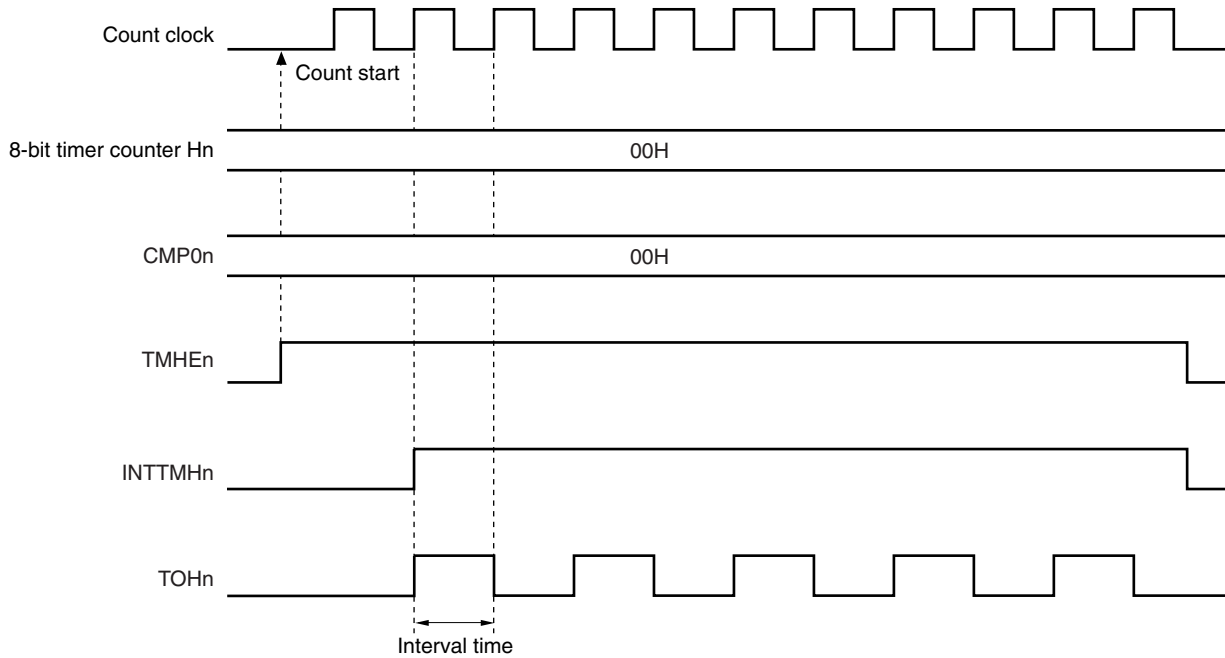 Count clock
Count start
8-bit timer counter Hn
00H
CMP0n
00H
TMHEn
INTTMHn
TOHn
Interval time